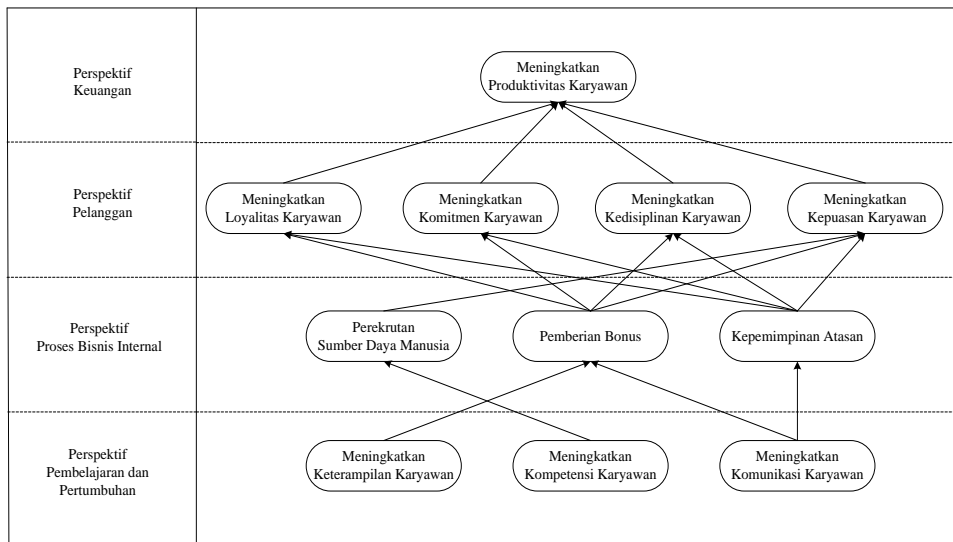 Perspektif
Keuangan
Meningkatkan
Produktivitas Karyawan
Perspektif
Pelanggan
Meningkatkan
Loyalitas Karyawan
Meningkatkan
Komitmen Karyawan
Meningkatkan
Kedisiplinan Karyawan
Meningkatkan
Kepuasan Karyawan
Perspektif
Proses Bisnis Internal
Perekrutan
Sumber Daya Manusia
Pemberian Bonus
Kepemimpinan Atasan
Perspektif
Pembelajaran dan
Pertumbuhan
Meningkatkan
Keterampilan Karyawan
Meningkatkan
Kompetensi Karyawan
Meningkatkan
Komunikasi Karyawan